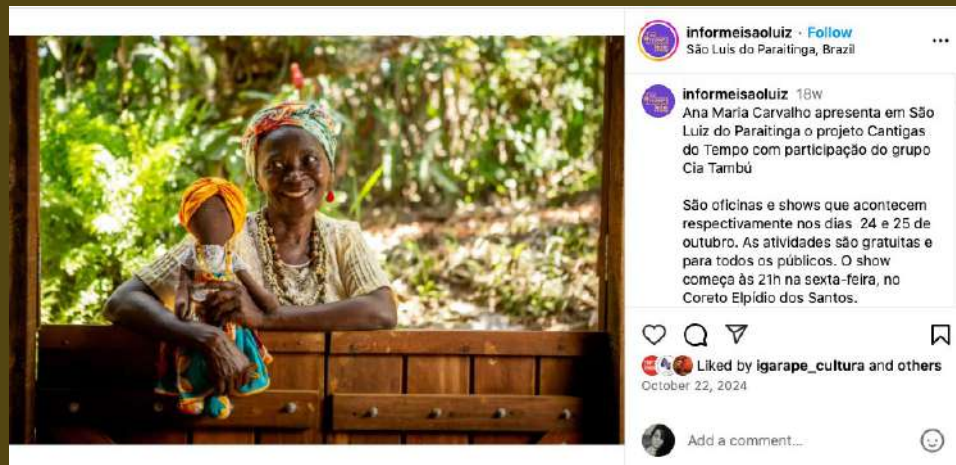 informeisaoluiz · Follow
São Luís do Paraitinga, Brazil
informeisaoluiz 18w
Ana Maria Carvalho apresenta em São
Luiz do Paraitinga o projeto Cantigas
do Tempo com participação do grupo
Cia Tambú
São oficinas e shows que acontecem
respectivamente nos dias 24 e 25 de
outubro. As atividades são gratuitas e
para todos os públicos. O show
começa às 21h na sexta-feira, no
Coreto Elpídio dos Santos.
Liked by igarape_cultura and others
October 22, 2024
Add a comment...